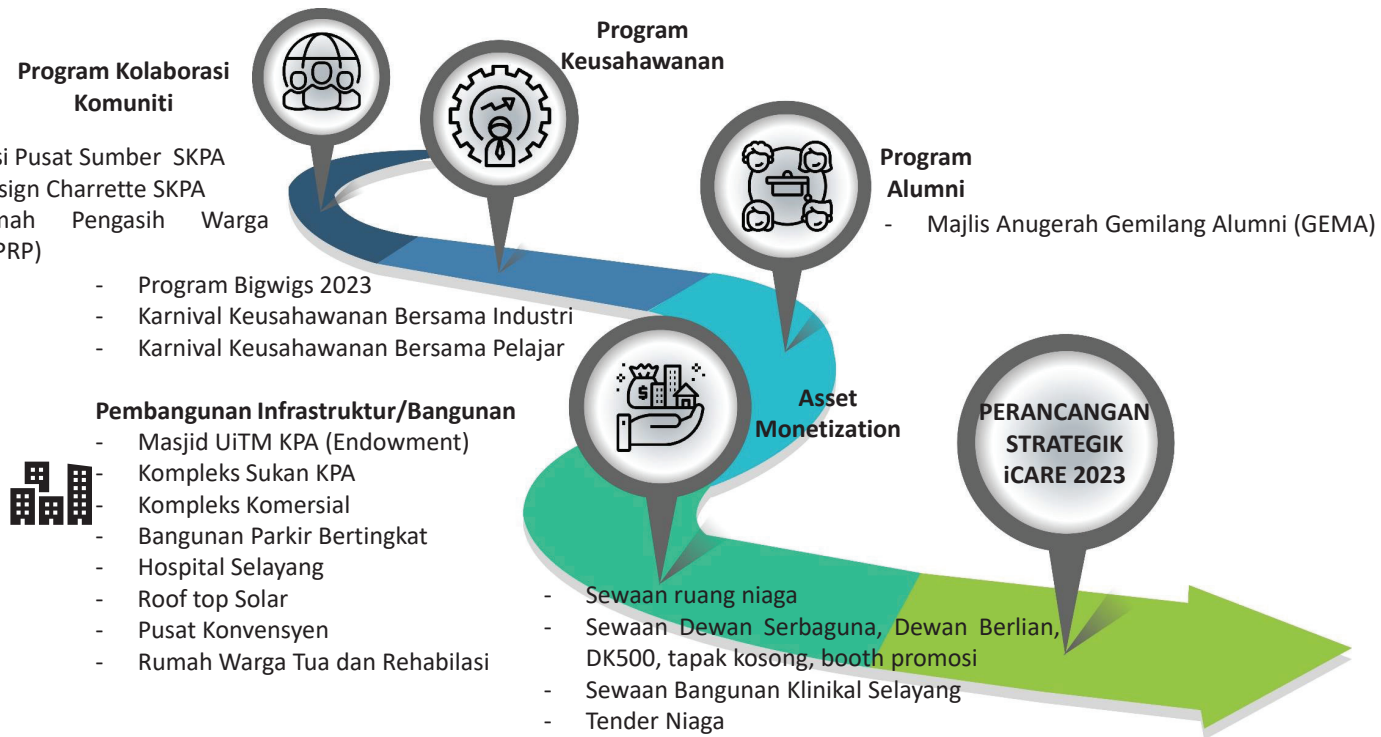 Program Kolaborasi
Komuniti
si Pusat Sumber SKPA
sign Charrette SKPA
mah Pengasih Warga
PRP)
Program
Keusahawanan
- Program Bigwigs 2023
- Karnival Keusahawanan Bersama Industri
- Karnival Keusahawanan Bersama Pelajar
Program
Alumni
- Majlis Anugerah Gemilang Alumni (GEMA)
Pembangunan Infrastruktur/Bangunan
- Masjid UiTM KPA (Endowment)
- Kompleks Sukan KPA
- Kompleks Komersial
- Bangunan Parkir Bertingkat
- Hospital Selayang
- Roof top Solar
- Pusat Konvensyen
- Rumah Warga Tua dan Rehabilasi
$
Asset
Monetization
- Sewaan ruang niaga
- Sewaan Dewan Serbaguna, Dewan Berlian,
DK500, tapak kosong, booth promosi
- Sewaan Bangunan Klinikal Selayang
- Tender Niaga
PERANCANGAN
STRATEGIK
iCARE 2023